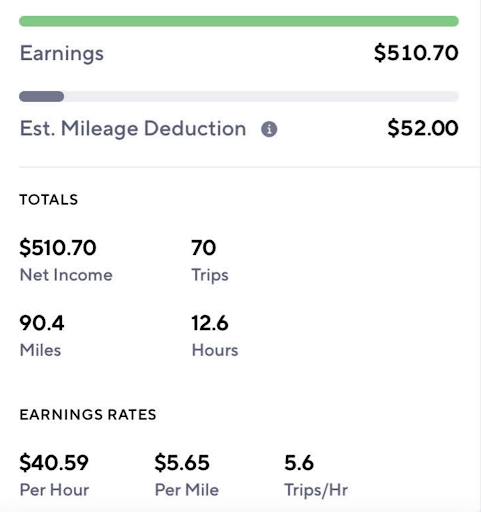 Earnings $510.70
Est. Mileage Deduction i $52.00
TOTALS
$510.70 70
Net Income Trips
90.4 12.6
Miles Hours
EARNINGS RATES
$40.59 $5.65 5.6
Per Hour Per Mile Trips/Hr